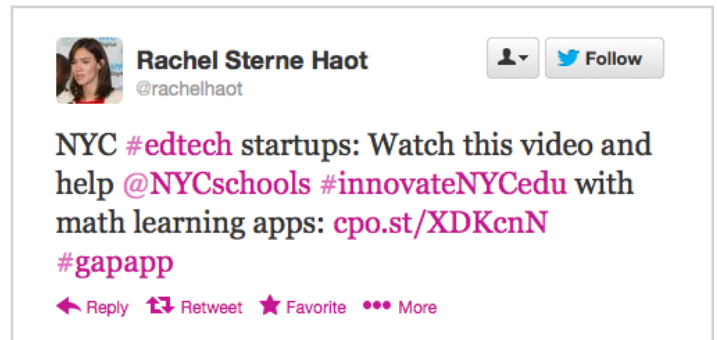 Rachel Sterne Haot
@rachelhaot
Follow
NYC #edtech startups: Watch this video and
help @NYCschools #innovateNYCedu with
math learning apps: cpo.st/XDKcnN
#gapapp
Reply Retweet Favorite More